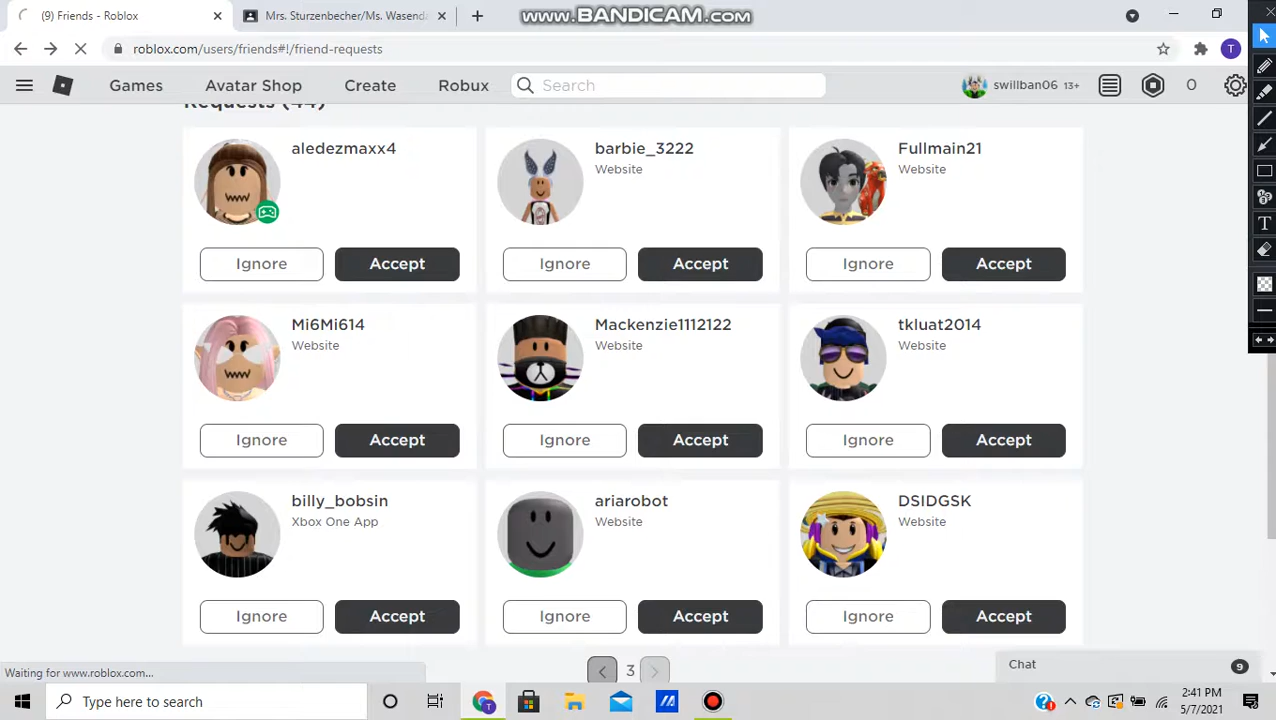 www.BANDICAM.com
(9) Friends - Roblox
Mrs. Sturzenbecher/Ms. Wasenda
roblox.com/users/friends#!/friend-requests
T
Games
Avatar Shop
Create
Robux
Search
swillban06 13+
0
Requests (44)
aledezmaxx4
Ignore
Accept
barbie_3222
Website
Ignore
Accept
Fullmain21
Website
Ignore
Accept
Mi6Mi614
Website
Ignore
Accept
Mackenzie1112122
Website
Ignore
Accept
tkluat2014
Website
Ignore
Accept
billy_bobsin
Xbox One App
Ignore
Accept
ariarobot
Website
Ignore
Accept
DSIDGSK
Website
Ignore
Accept
3
Waiting for www.roblox.com...
Chat
9
Type here to search
2:41 PM
5/7/2021